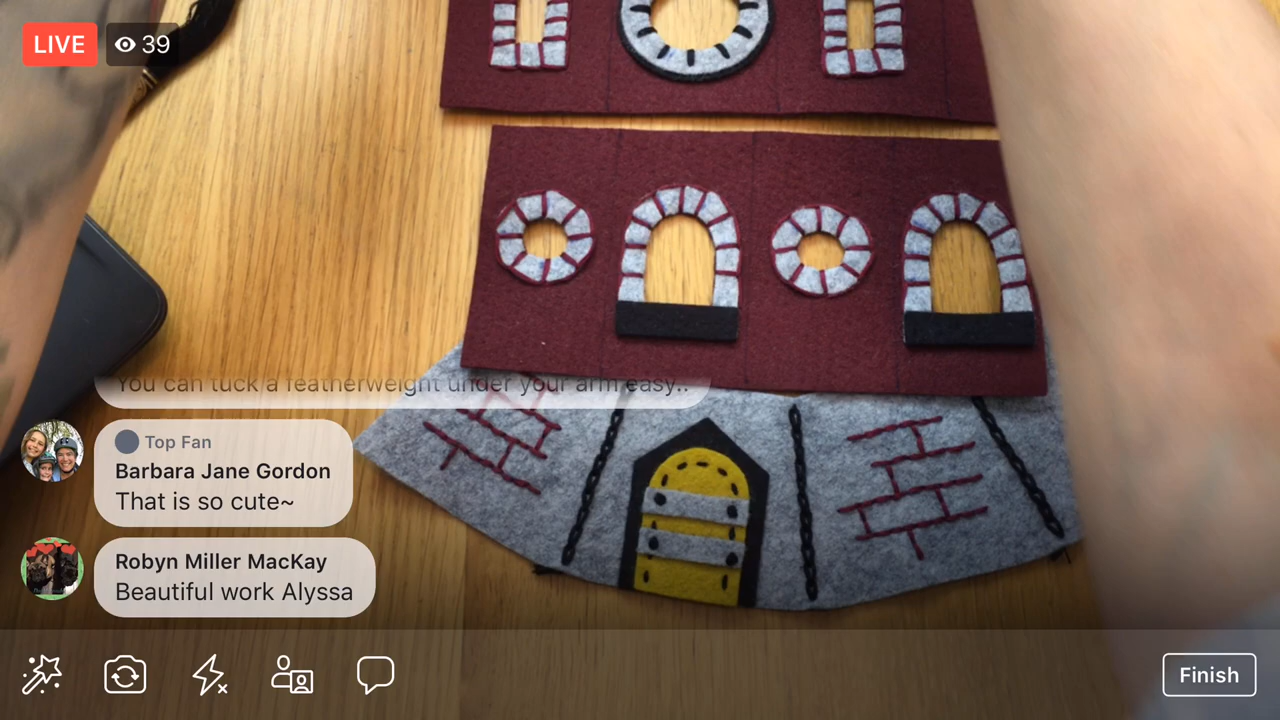 LIVE
39
You can tuck a featherweight under your arm easy..
Top Fan
Barbara Jane Gordon
That is so cute~
Robyn Miller MacKay
Beautiful work Alyssa
Finish